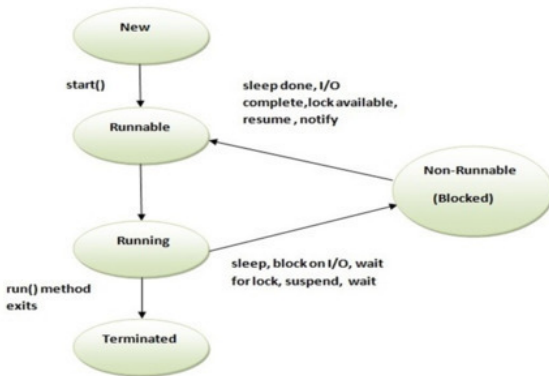 New
start()
sleep done, I/O
complete,lock available,
resume , notify
Runnable
Non-Runnable
(Blocked)
Running
sleep, block on I/O, wait
for lock, suspend, wait
run() method
exits
Terminated